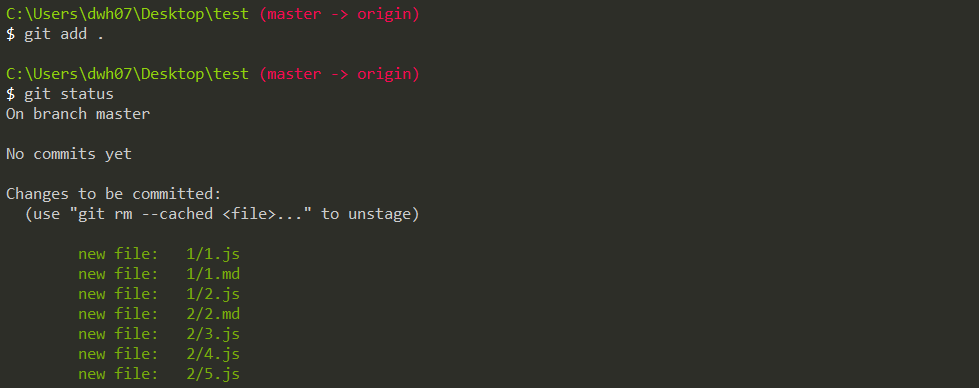 C:\Users\dwh07\Desktop\test (master -> origin)
$ git add .
C:\Users\dwh07\Desktop\test (master -> origin)
$ git status
On branch master
No commits yet
Changes to be committed:
(use "git rm --cached <file>..." to unstage)
new file: 1/1.js
new file: 1/1.md
new file: 1/2.js
new file: 2/2.md
new file: 2/3.js
new file: 2/4.js
new file: 2/5.js